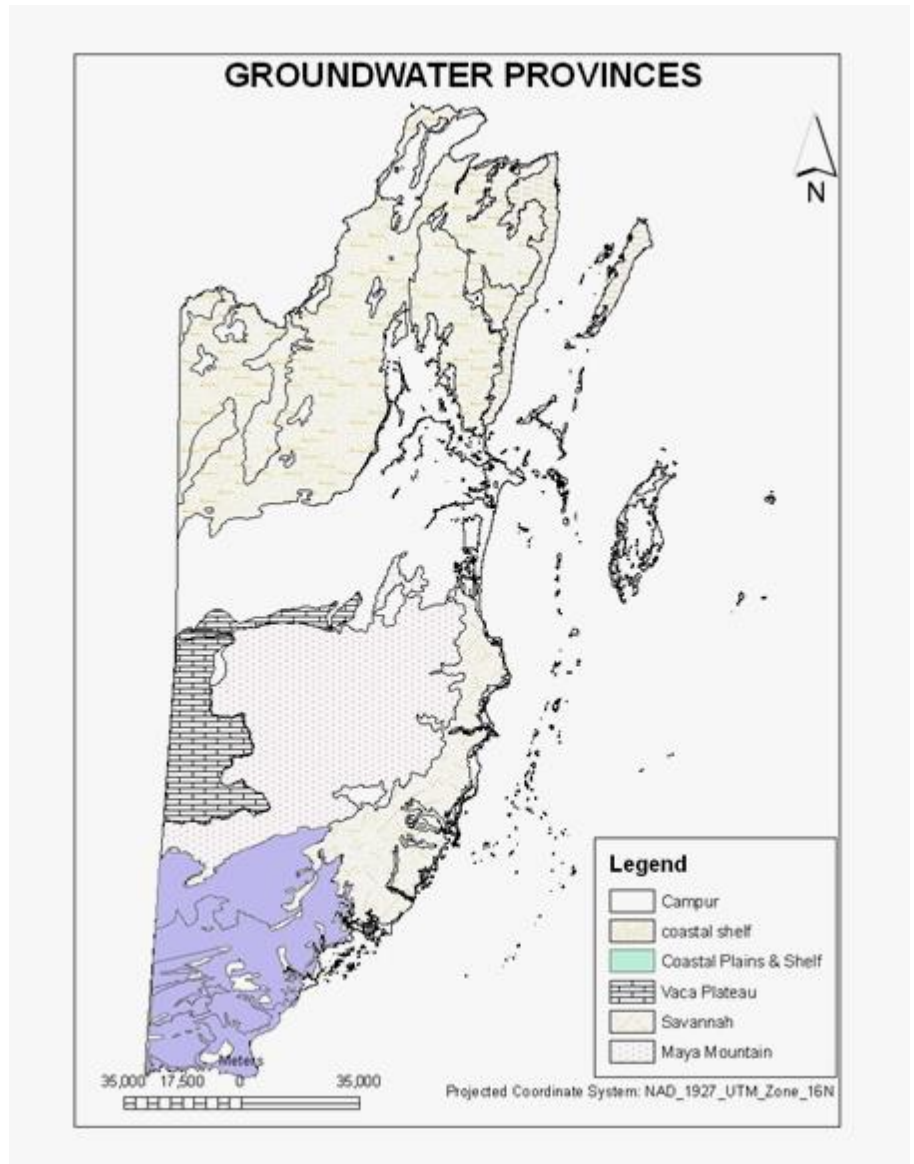 GROUNDWATER PROVINCES
N
Legend
Campur
coastal shelf
Coastal Plains & Shelf
Vaca Plateau
Savannah
Maya Mountain
Meters
35,000 17,500 0 35,000
Projected Coordinate System: NAD_1927_UTM_Zone_16N